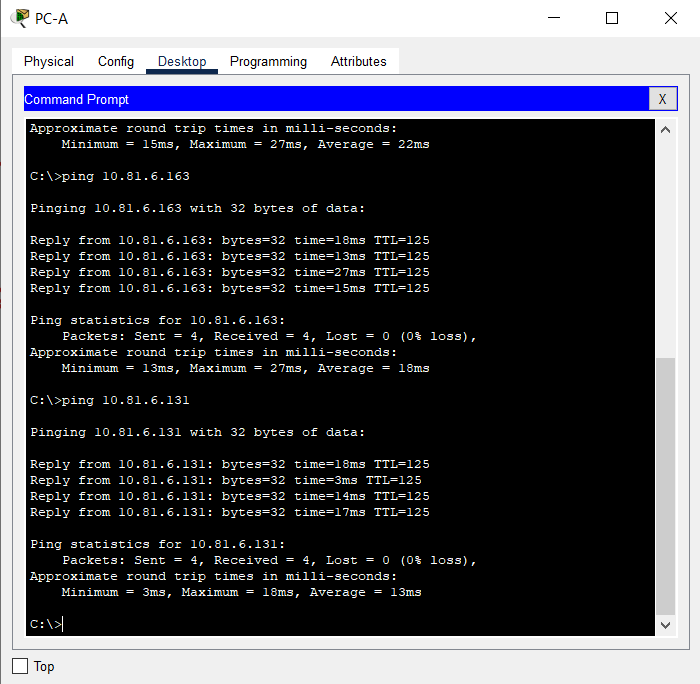 PC-A
Physical Config Desktop Programming Attributes
Command Prompt
X
Approximate round trip times in milli-seconds:
    Minimum = 15ms, Maximum = 27ms, Average = 22ms
C:\>ping 10.81.6.163
Pinging 10.81.6.163 with 32 bytes of data:
Reply from 10.81.6.163: bytes=32 time=18ms TTL=125
Reply from 10.81.6.163: bytes=32 time=13ms TTL=125
Reply from 10.81.6.163: bytes=32 time=27ms TTL=125
Reply from 10.81.6.163: bytes=32 time=15ms TTL=125
Ping statistics for 10.81.6.163:
    Packets: Sent = 4, Received = 4, Lost = 0 (0% loss),
Approximate round trip times in milli-seconds:
    Minimum = 13ms, Maximum = 27ms, Average = 18ms
C:\>ping 10.81.6.131
Pinging 10.81.6.131 with 32 bytes of data:
Reply from 10.81.6.131: bytes=32 time=18ms TTL=125
Reply from 10.81.6.131: bytes=32 time=3ms TTL=125
Reply from 10.81.6.131: bytes=32 time=14ms TTL=125
Reply from 10.81.6.131: bytes=32 time=17ms TTL=125
Ping statistics for 10.81.6.131:
    Packets: Sent = 4, Received = 4, Lost = 0 (0% loss),
Approximate round trip times in milli-seconds:
    Minimum = 3ms, Maximum = 18ms, Average = 13ms
C:\>
Top